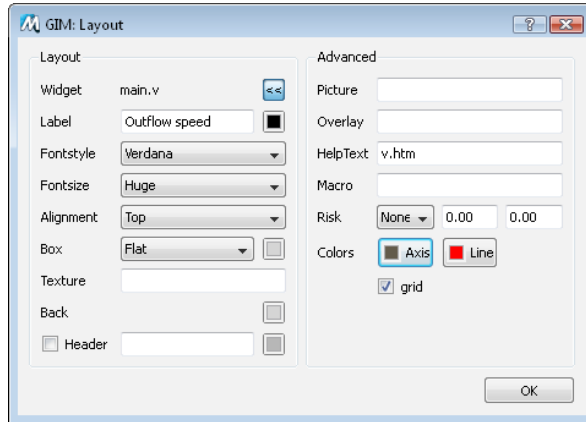 GIM: Layout
Layout
Widget main.v <<
Label Outflow speed
Fontstyle Verdana
Fontsize Huge
Alignment Top
Box Flat
Texture
Back
Header
Advanced
Picture
Overlay
HelpText v.htm
Macro
Risk None 0.00 0.00
Colors Axis Line
grid
OK